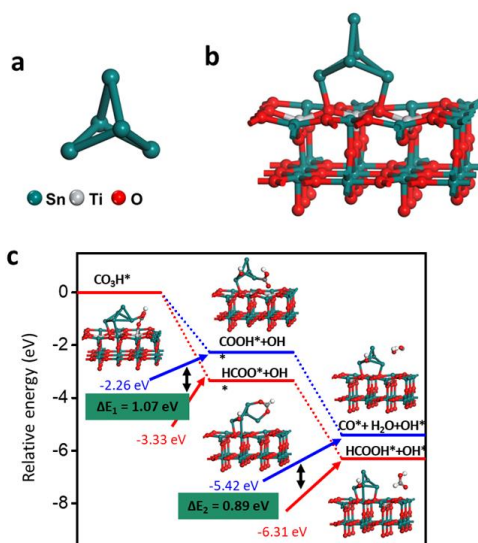 a
b
Sn Ti O
c
CO3H*
0
-2
-4
-6
-8
Relative energy (eV)
COOH*+OH
*
-2.26 eV
HCOO*+OH
*
ΔE1 = 1.07 eV
-3.33 eV
CO*+ H2O+OH*
-5.42 eV
HCOOH*+OH*
ΔE2 = 0.89 eV
-6.31 eV